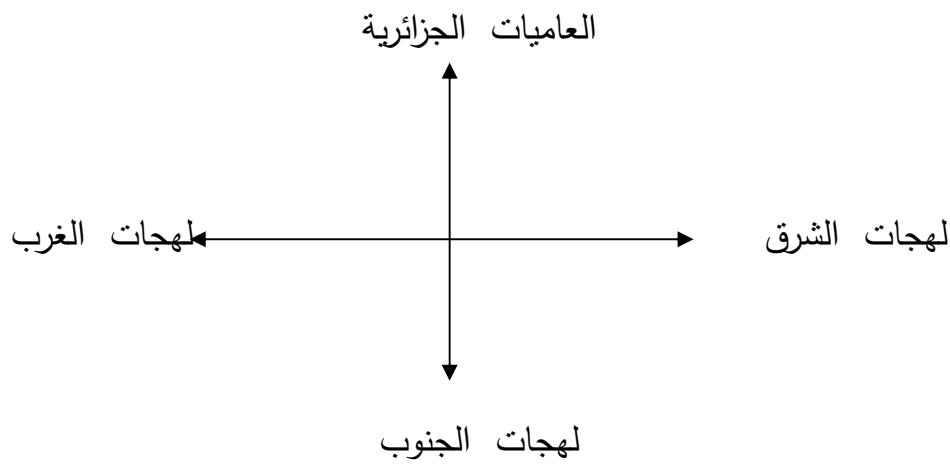 العاميات الجزائرية
لهجات الشرق
لهجات الغرب
لهجات الجنوب